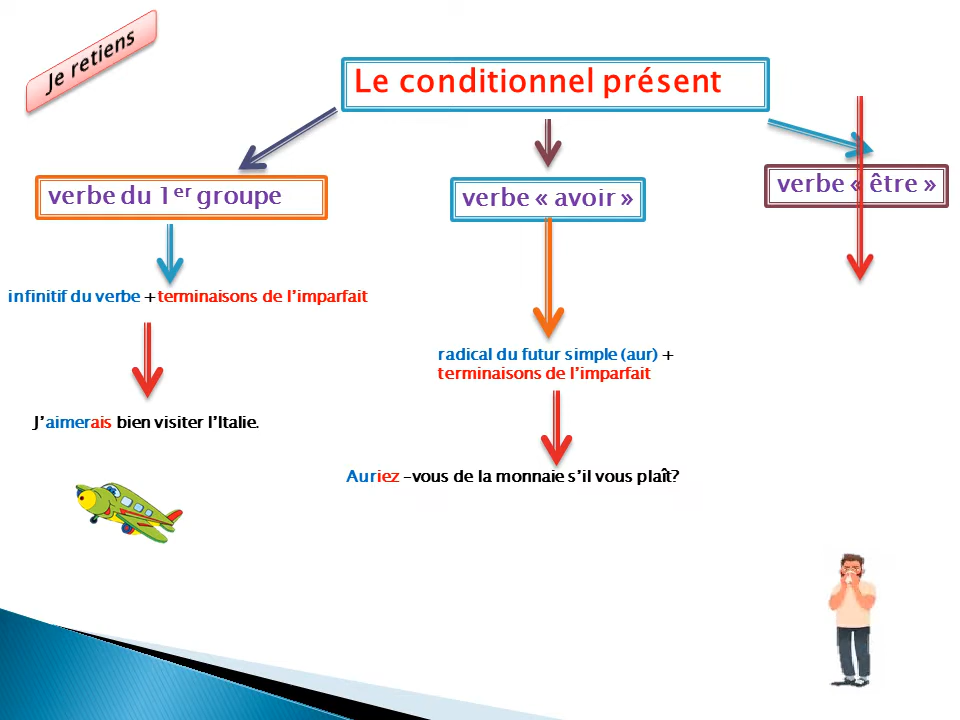 Je retiens
Le conditionnel présent
verbe du 1er groupe
verbe « avoir »
verbe « être »
infinitif du verbe +terminaisons de l’imparfait
radical du futur simple (aur) +
terminaisons de l’imparfait
J’aimerais bien visiter l’Italie.
Auriez –vous de la monnaie s’il vous plaît?